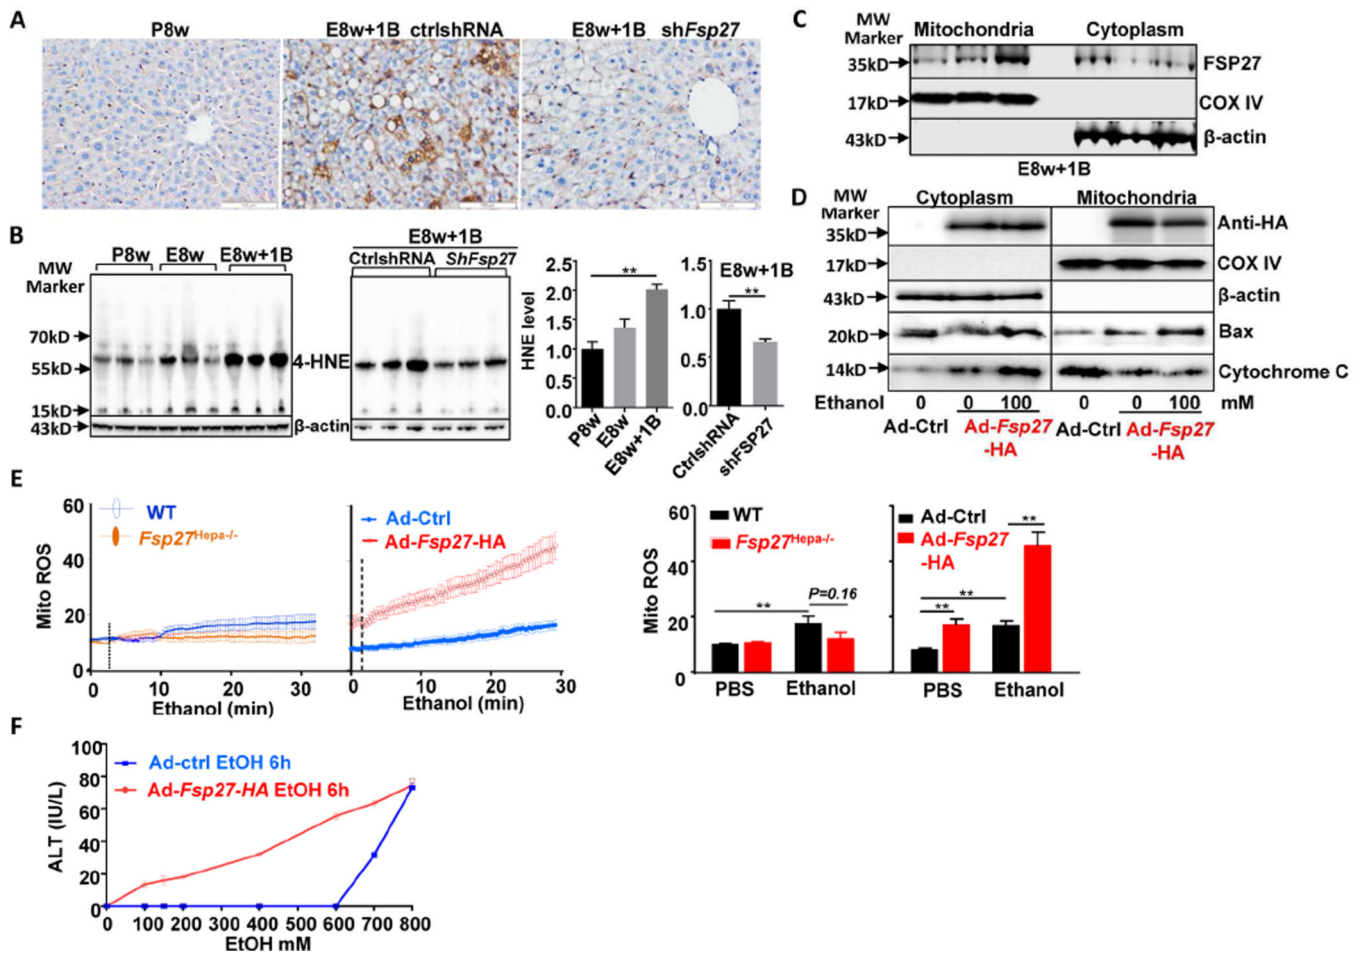 A
P8w
E8w+1B ctrlshRNA
E8w+1B shFsp27
B
MW
Marker
P8w E8w E8w+1B
70kD
55kD
15kD
43kD
4-HNE
β-actin
E8w+1B
CtrlshRNA ShFsp27
HNE level
2.5
2.0
1.5
1.0
0.5
0.0
P8w
E8w
E8w+1B
**
1.5
1.0
0.5
0.0
E8w+1B
**
CtrlshRNA
shFSP27
C
MW
Marker
Mitochondria Cytoplasm
35kD
FSP27
17kD
COX IV
43kD
β-actin
E8w+1B
D
MW
Marker
Cytoplasm Mitochondria
35kD
Anti-HA
17kD
COX IV
43kD
β-actin
20kD
Bax
14kD
Cytochrome C
Ethanol 0 0 100 0 0 100 mM
Ad-Ctrl Ad-Fsp27 Ad-Ctrl Ad-Fsp27
-HA -HA
E
Mito ROS
60
40
20
0
WT
Fsp27Hepa-/-
0 10 20 30
Ethanol (min)
Ad-Ctrl
Ad-Fsp27-HA
0 10 20 30
Ethanol (min)
Mito ROS
60
40
20
0
WT
Fsp27Hepa-/-
**
P=0.16
PBS Ethanol
Ad-Ctrl
Ad-Fsp27
-HA
**
**
**
PBS Ethanol
F
ALT (IU/L)
100
80
60
40
20
0
Ad-ctrl EtOH 6h
Ad-Fsp27-HA EtOH 6h
0 100 200 300 400 500 600 700 800
EtOH mM